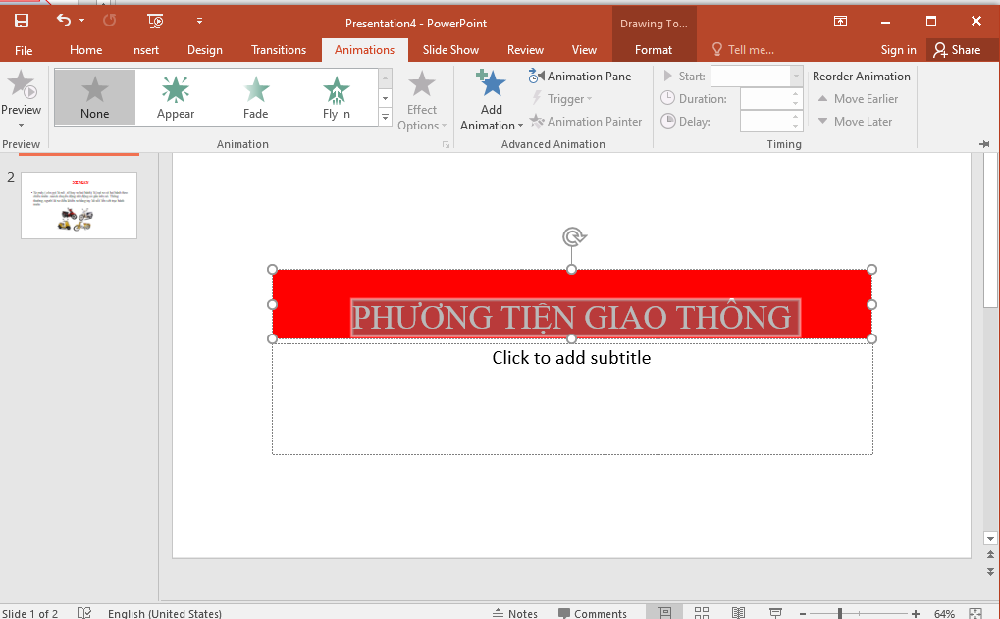 Presentation4 - PowerPoint
Drawing To...
File Home Insert Design Transitions Animations Slide Show Review View Format Tell me... Sign in Share
Preview
None
Appear
Fade
Fly In
Effect
Options
Add
Animation
Animation Pane
Trigger
Animation Painter
Start:
Duration:
Delay:
Reorder Animation
Move Earlier
Move Later
Preview Animation Advanced Animation Timing
2
XE MÁY
PHƯƠNG TIỆN GIAO THÔNG
Click to add subtitle
Slide 1 of 2 English (United States) Notes Comments 64%